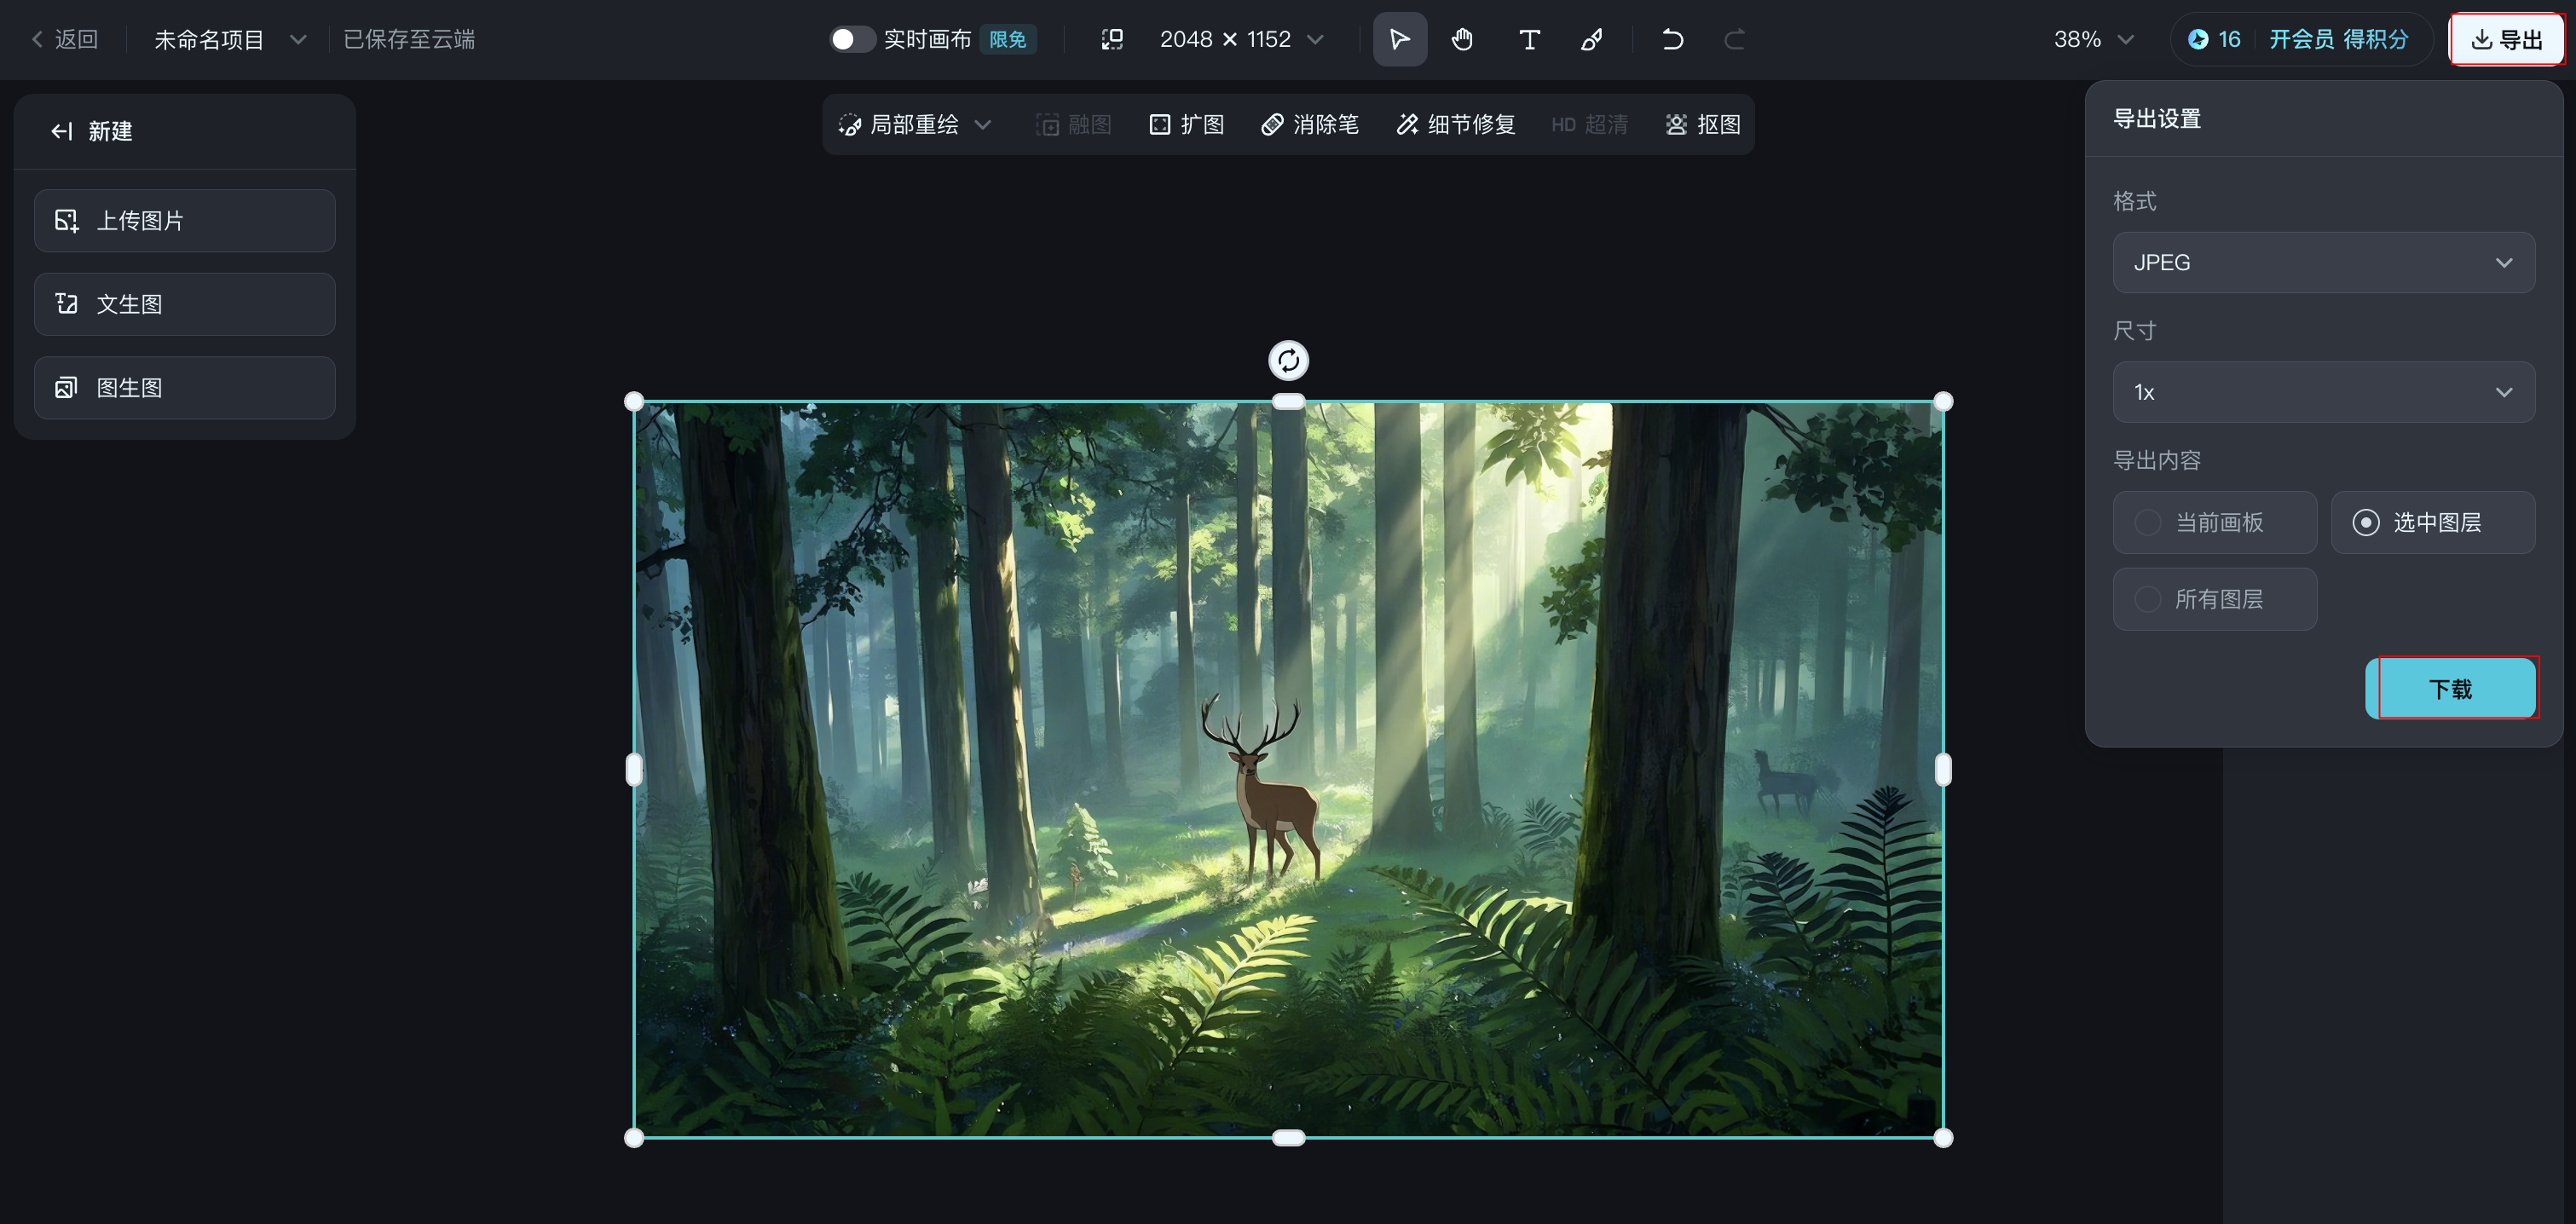 返回 未命名项目 已保存至云端 实时画布 限免 2048 × 1152 38% 16 开会员 得积分 导出
新建
上传图片
文生图
图生图
局部重绘 融图 扩图 消除笔 细节修复 HD 超清 抠图
导出设置
格式
JPEG
尺寸
1x
导出内容
当前画板 选中图层
所有图层
下载